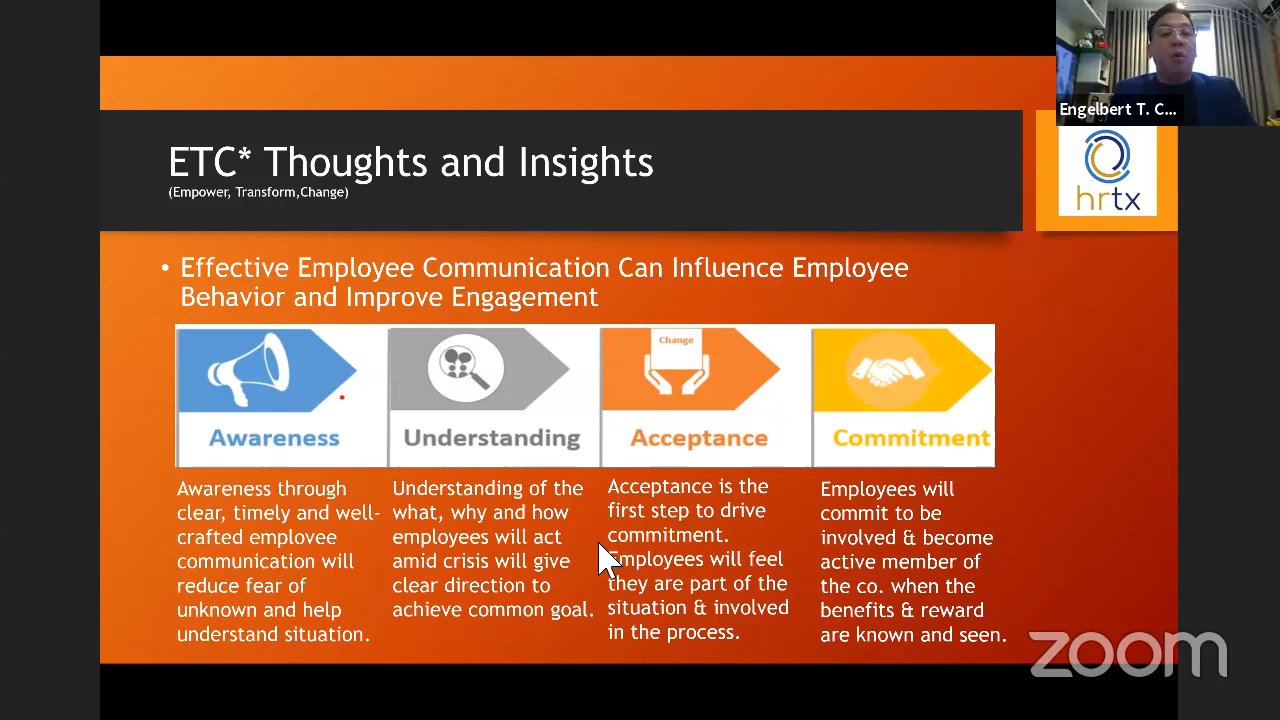 Engelbert T. C...
ETC* Thoughts and Insights
(Empower, Transform,Change)
hrtx
• Effective Employee Communication Can Influence Employee
Behavior and Improve Engagement
Change
Awareness
Understanding
Acceptance
Commitment
Awareness through
clear, timely and well-
crafted employee
communication will
reduce fear of
unknown and help
understand situation.
Understanding of the
what, why and how
employees will act
amid crisis will give
clear direction to
achieve common goal.
Acceptance is the
first step to drive
commitment.
Employees will feel
they are part of the
situation & involved
in the process.
Employees will
commit to be
involved & become
active member of
the co. when the
benefits & reward
are known and seen.
zoom